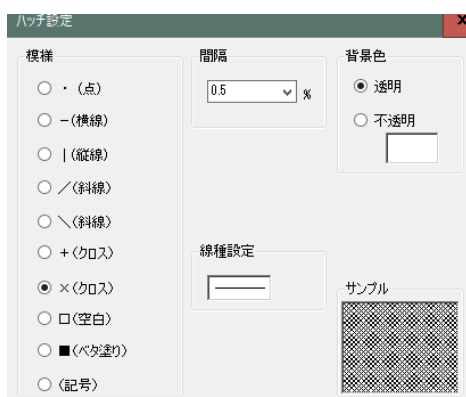 ハッチ設定
模様
・（点）
−（横線）
｜（縦線）
／（斜線）
＼（斜線）
+（クロス）
×（クロス）
□（空白）
■（ベタ塗り）
（記号）
間隔
0.5 %
線種設定
背景色
透明
不透明
サンプル